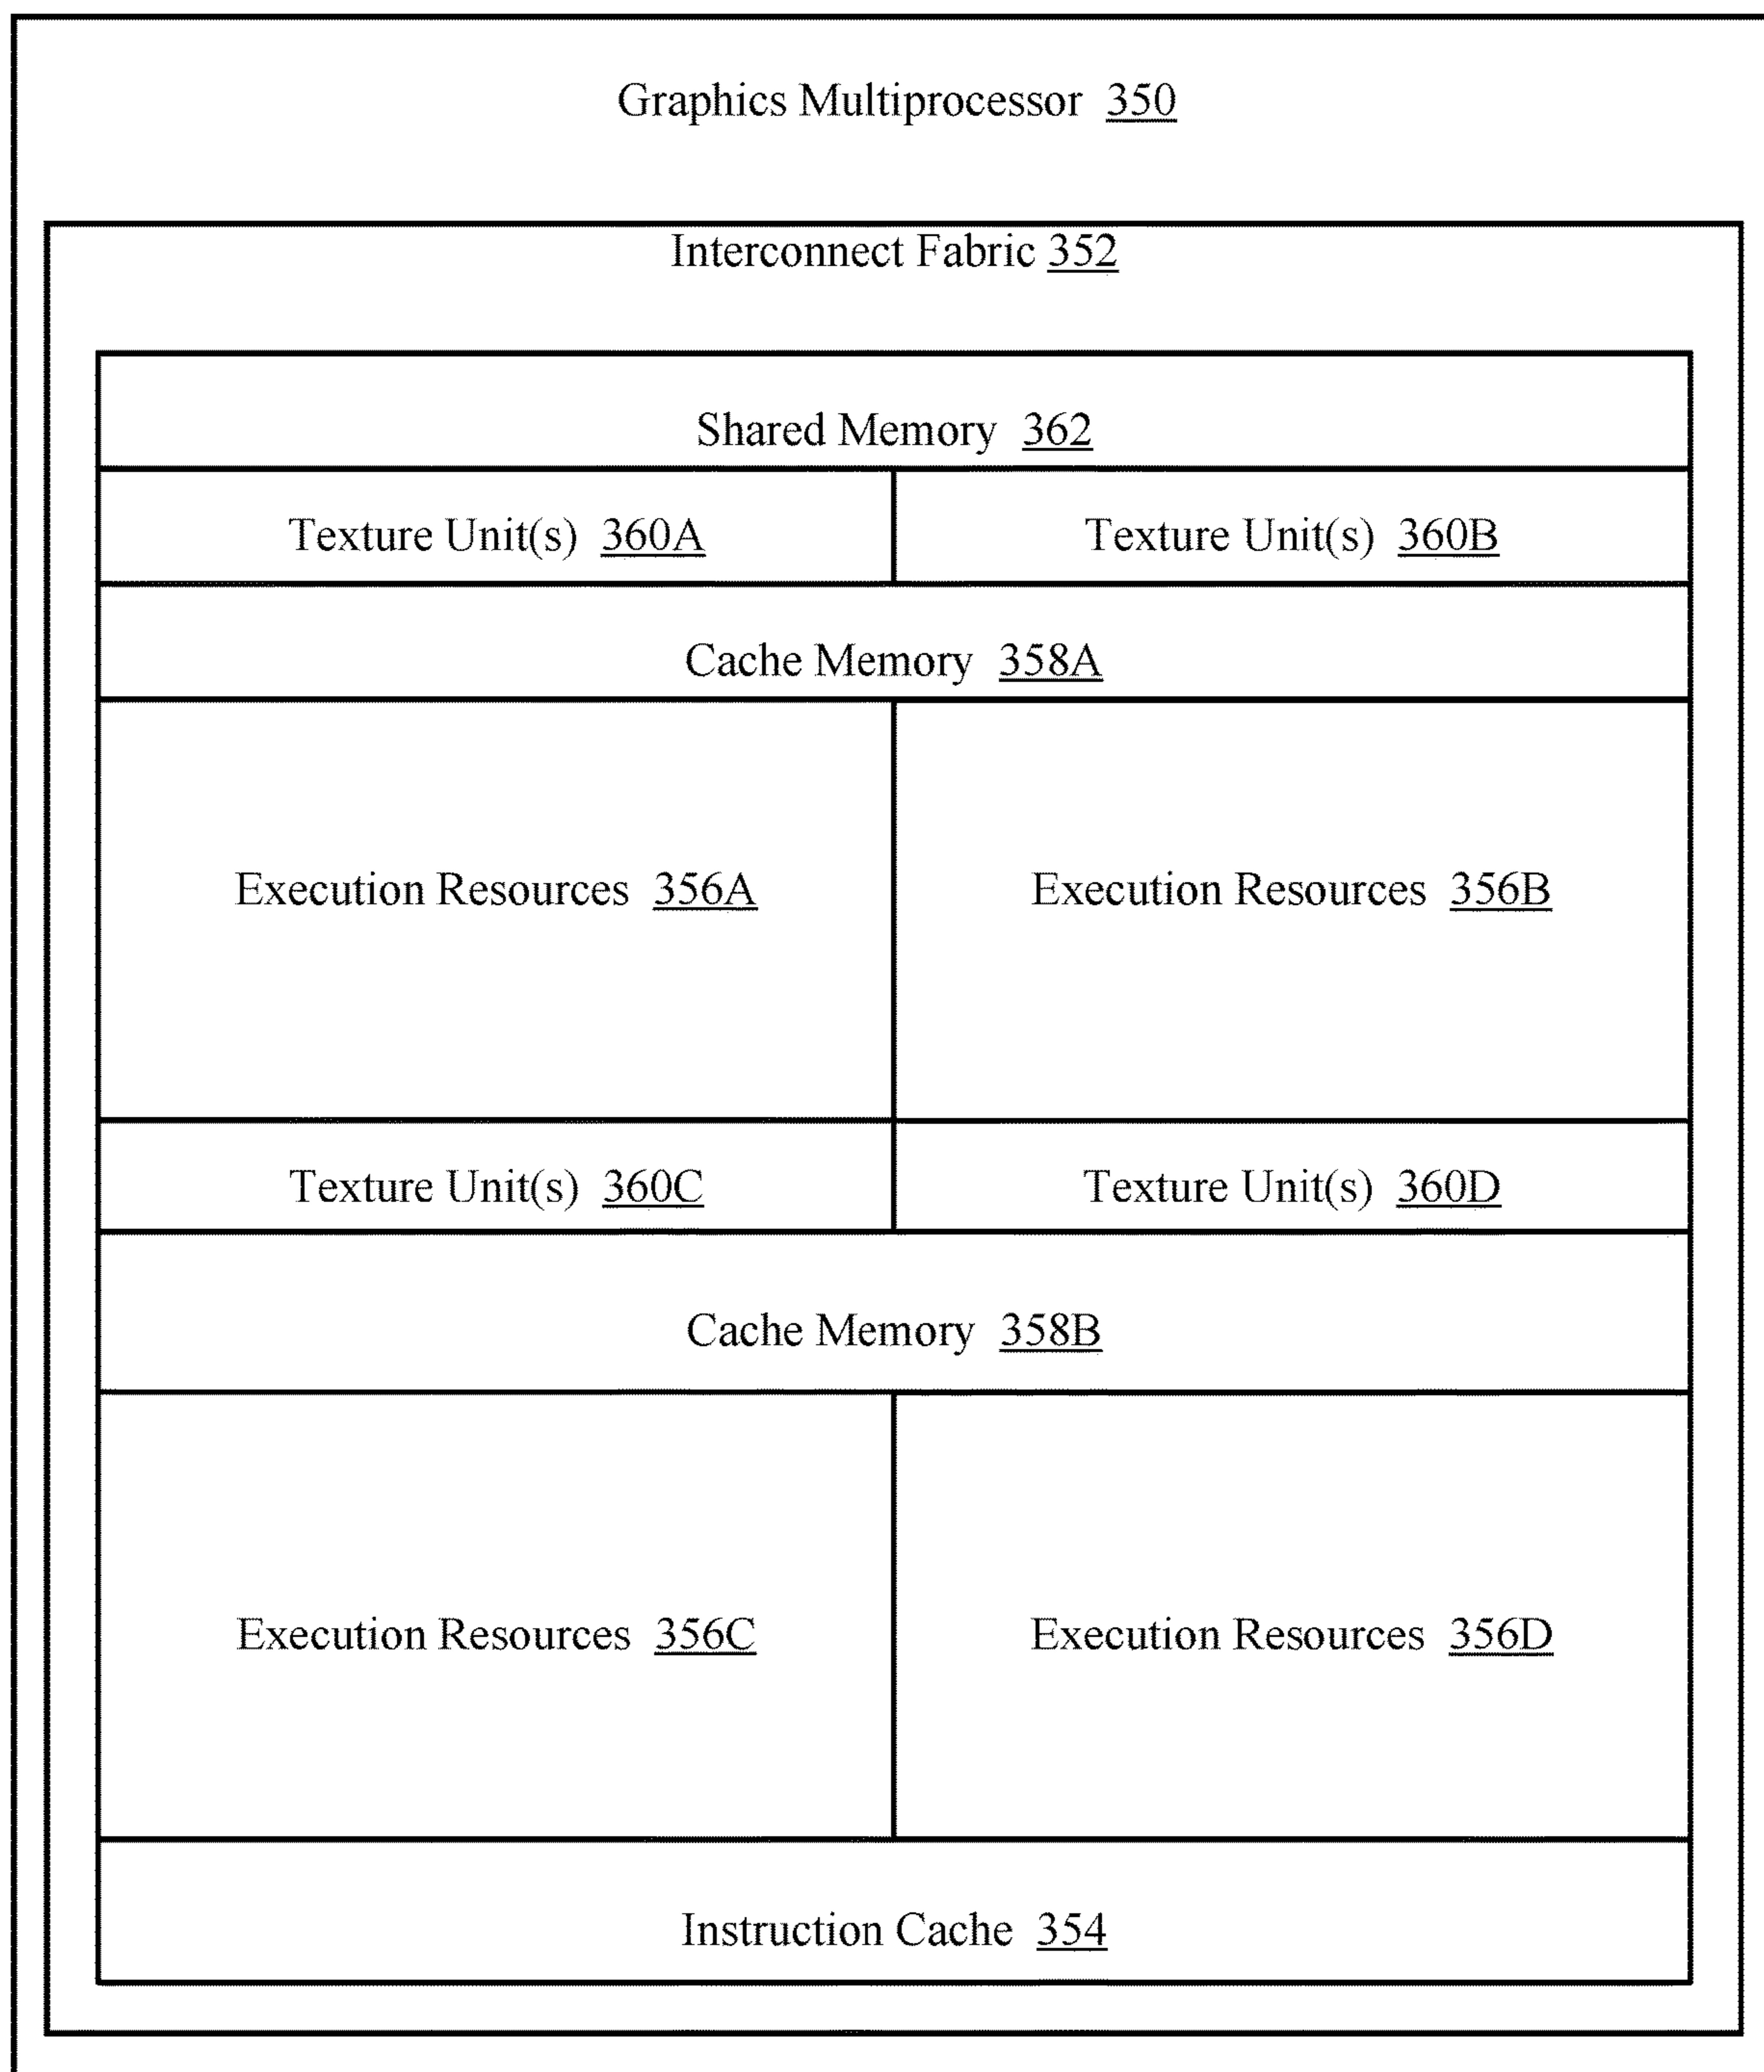 Graphics Multiprocessor 350
Interconnect Fabric 352
Shared Memory 362
Texture Unit(s) 360A
Texture Unit(s) 360B
Cache Memory 358A
Execution Resources 356A
Execution Resources 356B
Texture Unit(s) 360C
Texture Unit(s) 360D
Cache Memory 358B
Execution Resources 356C
Execution Resources 356D
Instruction Cache 354